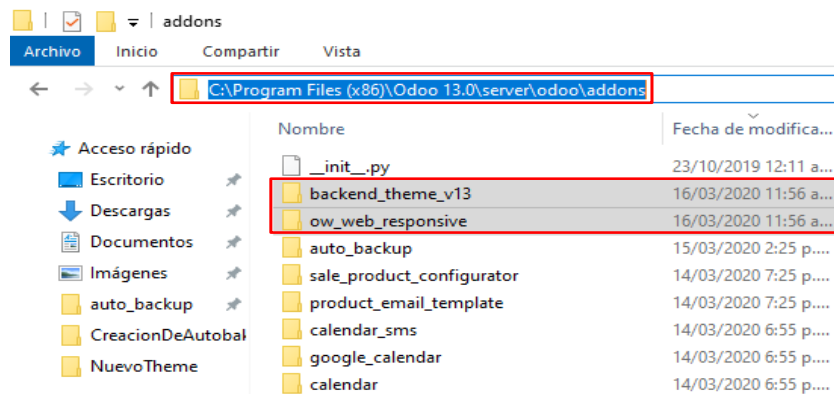 addons
Archivo Inicio Compartir Vista
C:\Program Files (x86)\Odoo 13.0\server\odoo\addons
Nombre Fecha de modifica...
Acceso rápido
Escritorio
Descargas
Documentos
Imágenes
auto_backup
CreacionDeAutobak
NuevoTheme
__init__.py 23/10/2019 12:11 a....
backend_theme_v13 16/03/2020 11:56 a....
ow_web_responsive 16/03/2020 11:56 a....
auto_backup 15/03/2020 2:25 p....
sale_product_configurator 14/03/2020 7:25 p....
product_email_template 14/03/2020 7:25 p....
calendar_sms 14/03/2020 6:55 p....
google_calendar 14/03/2020 6:55 p....
calendar 14/03/2020 6:55 p....